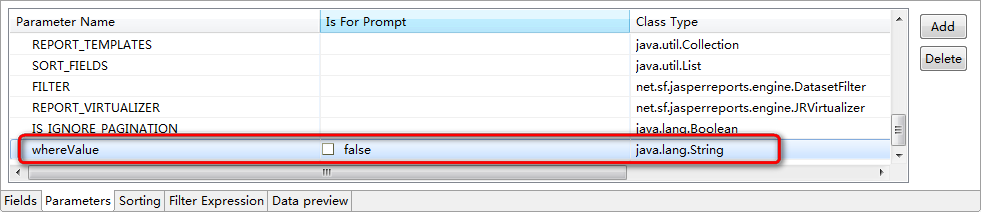 Parameter Name Is For Prompt Class Type
REPORT_TEMPLATES java.util.Collection
SORT_FIELDS java.util.List
FILTER net.sf.jasperreports.engine.DatasetFilter
REPORT_VIRTUALIZER net.sf.jasperreports.engine.JRVirtualizer
IS_IGNORE_PAGINATION java.lang.Boolean
whereValue false java.lang.String
Add
Delete
Fields Parameters Sorting Filter Expression Data preview